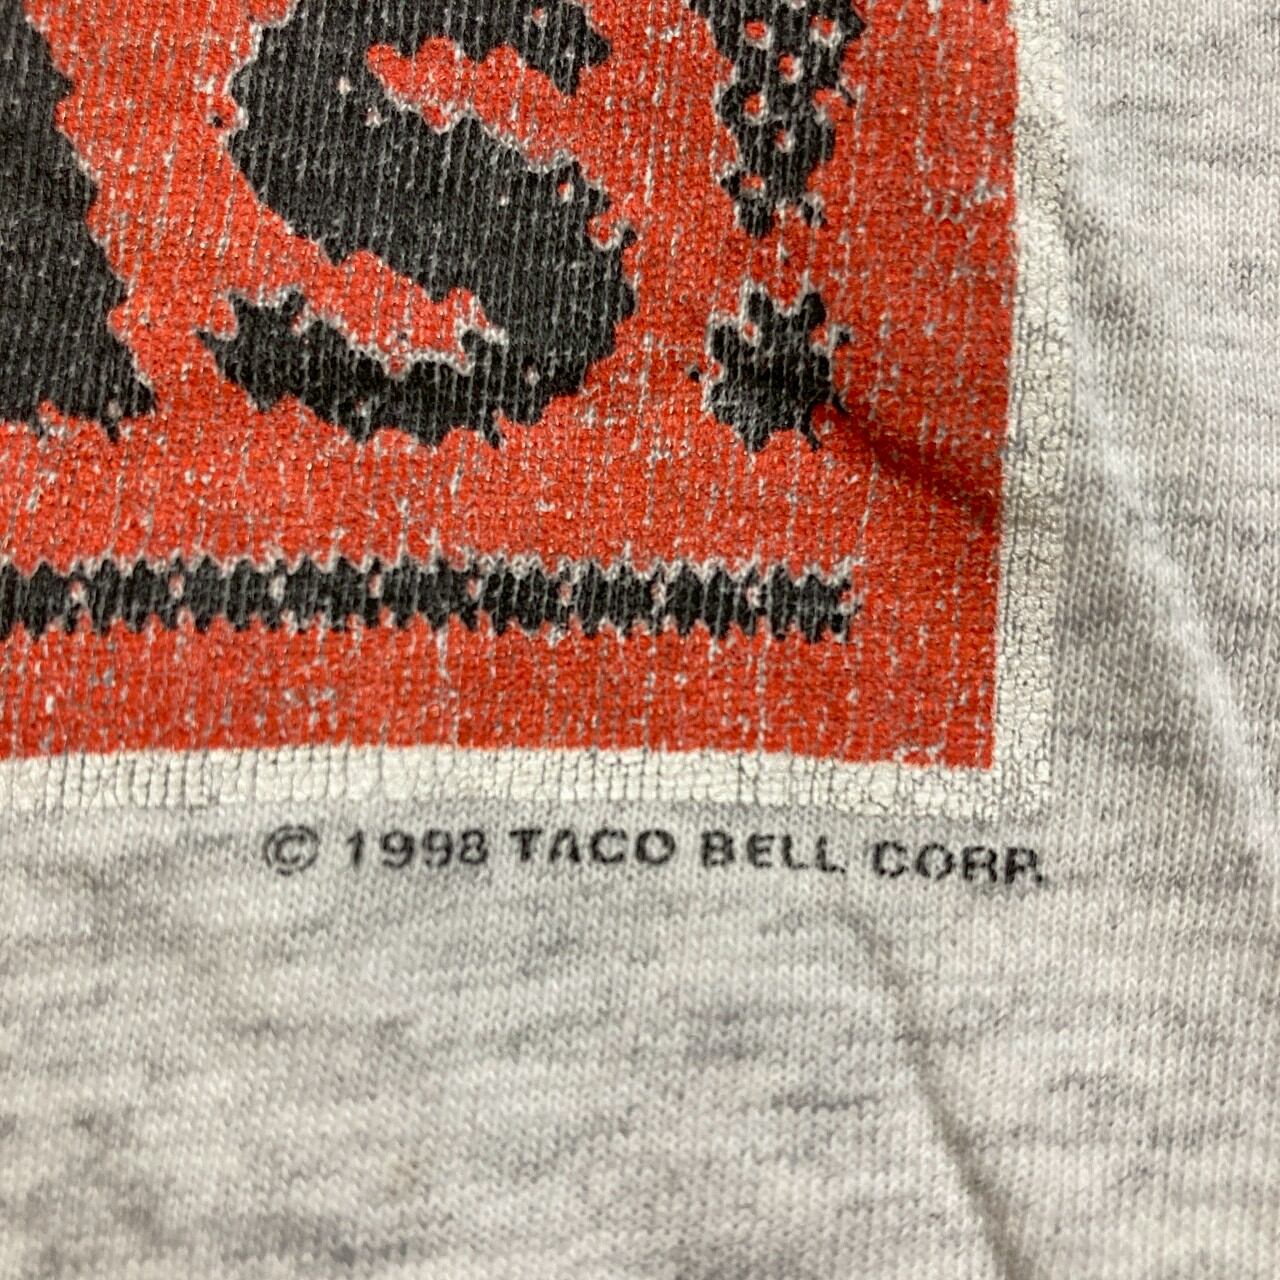 S!
© 1998 TACO BELL CORP.